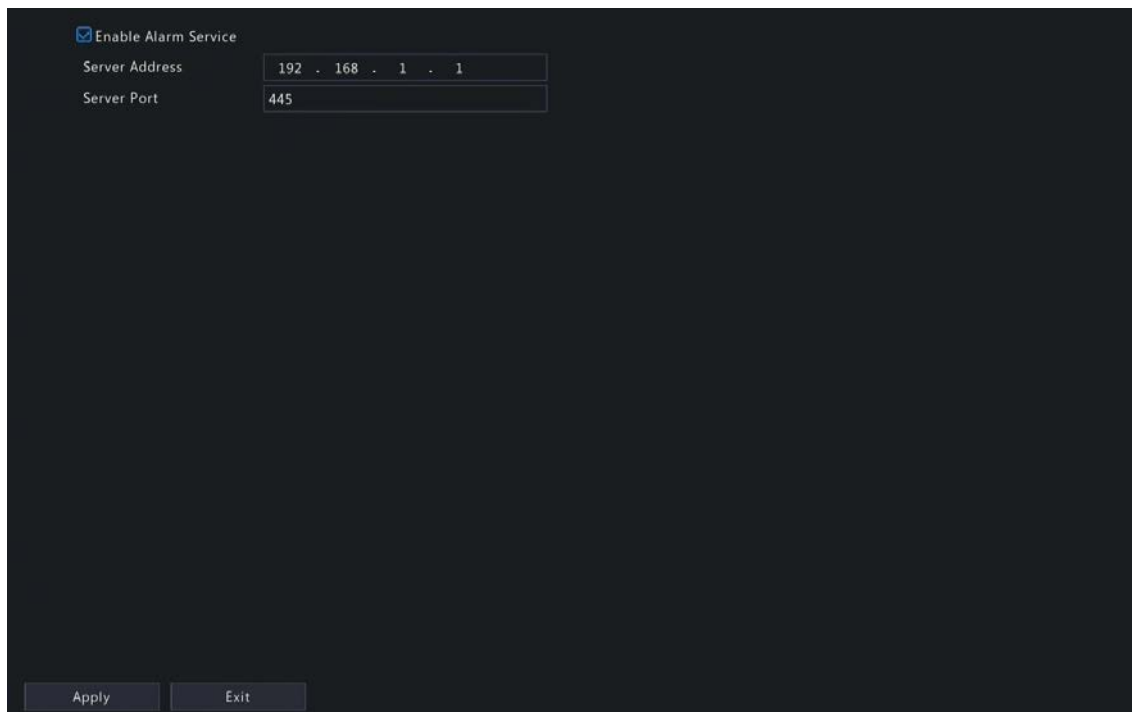 Enable Alarm Service
Server Address 192 . 168 . 1 . 1
Server Port 445
Apply Exit